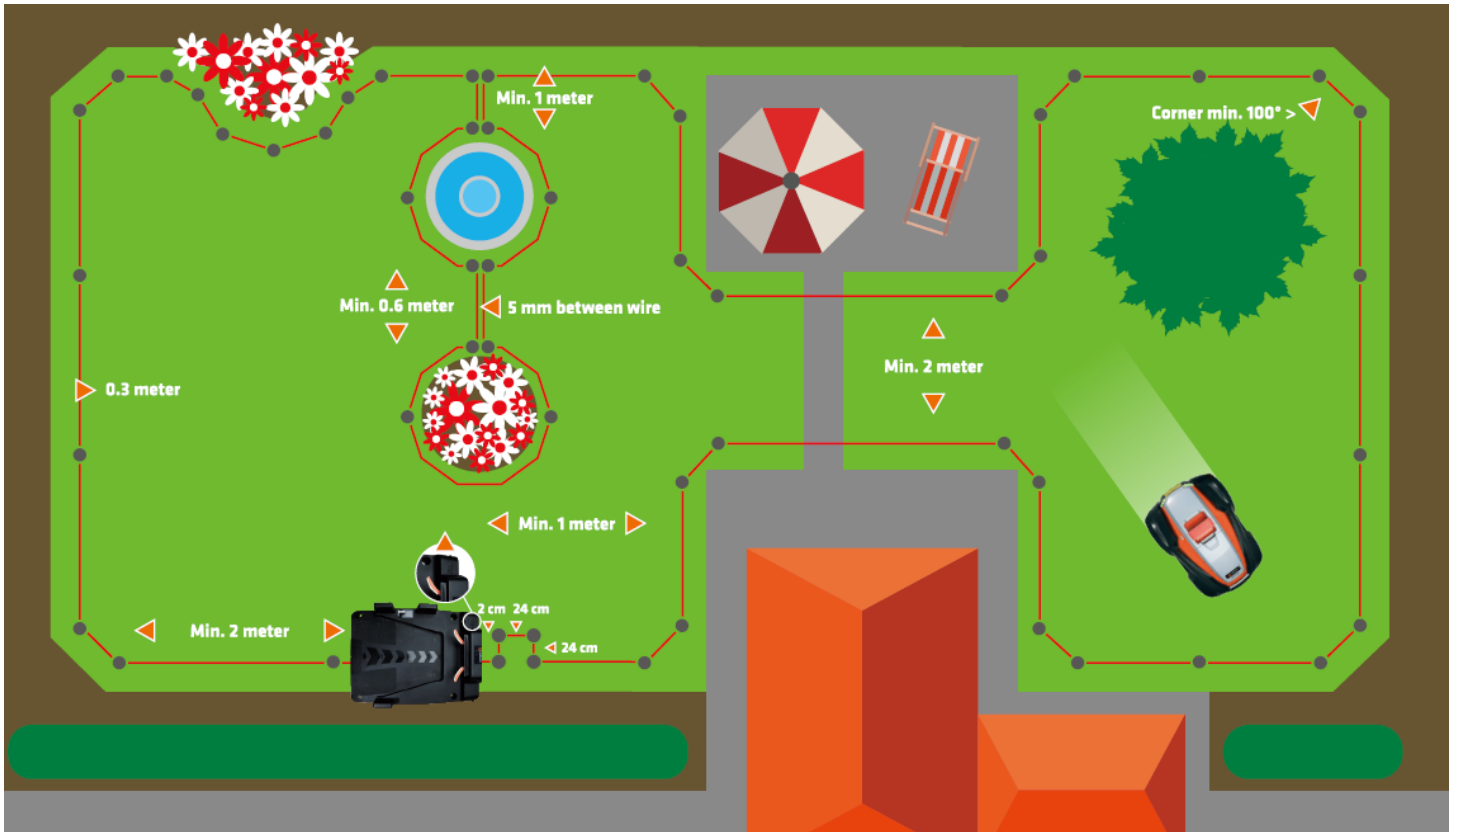 Min. 1 meter
Corner min. 100° >
Min. 0.6 meter
5 mm between wire
Min. 2 meter
0.3 meter
Min. 1 meter
2 cm
24 cm
Min. 2 meter
24 cm